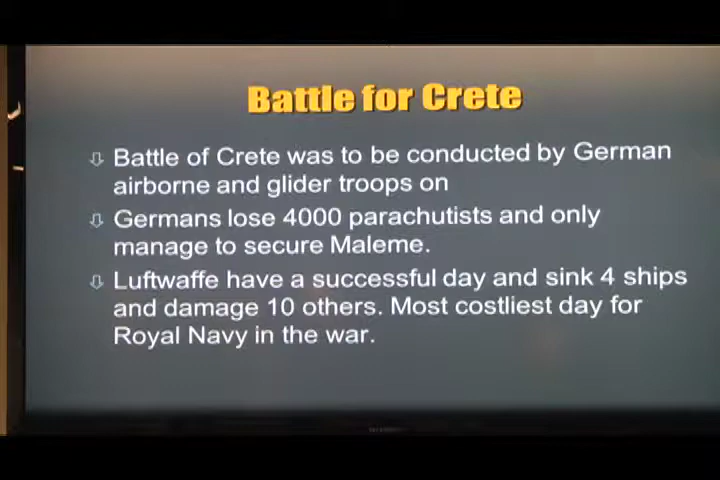 Battle for Crete
Battle of Crete was to be conducted by German
airborne and glider troops on
Germans lose 4000 parachutists and only
manage to secure Maleme.
Luftwaffe have a successful day and sink 4 ships
and damage 10 others. Most costliest day for
Royal Navy in the war.